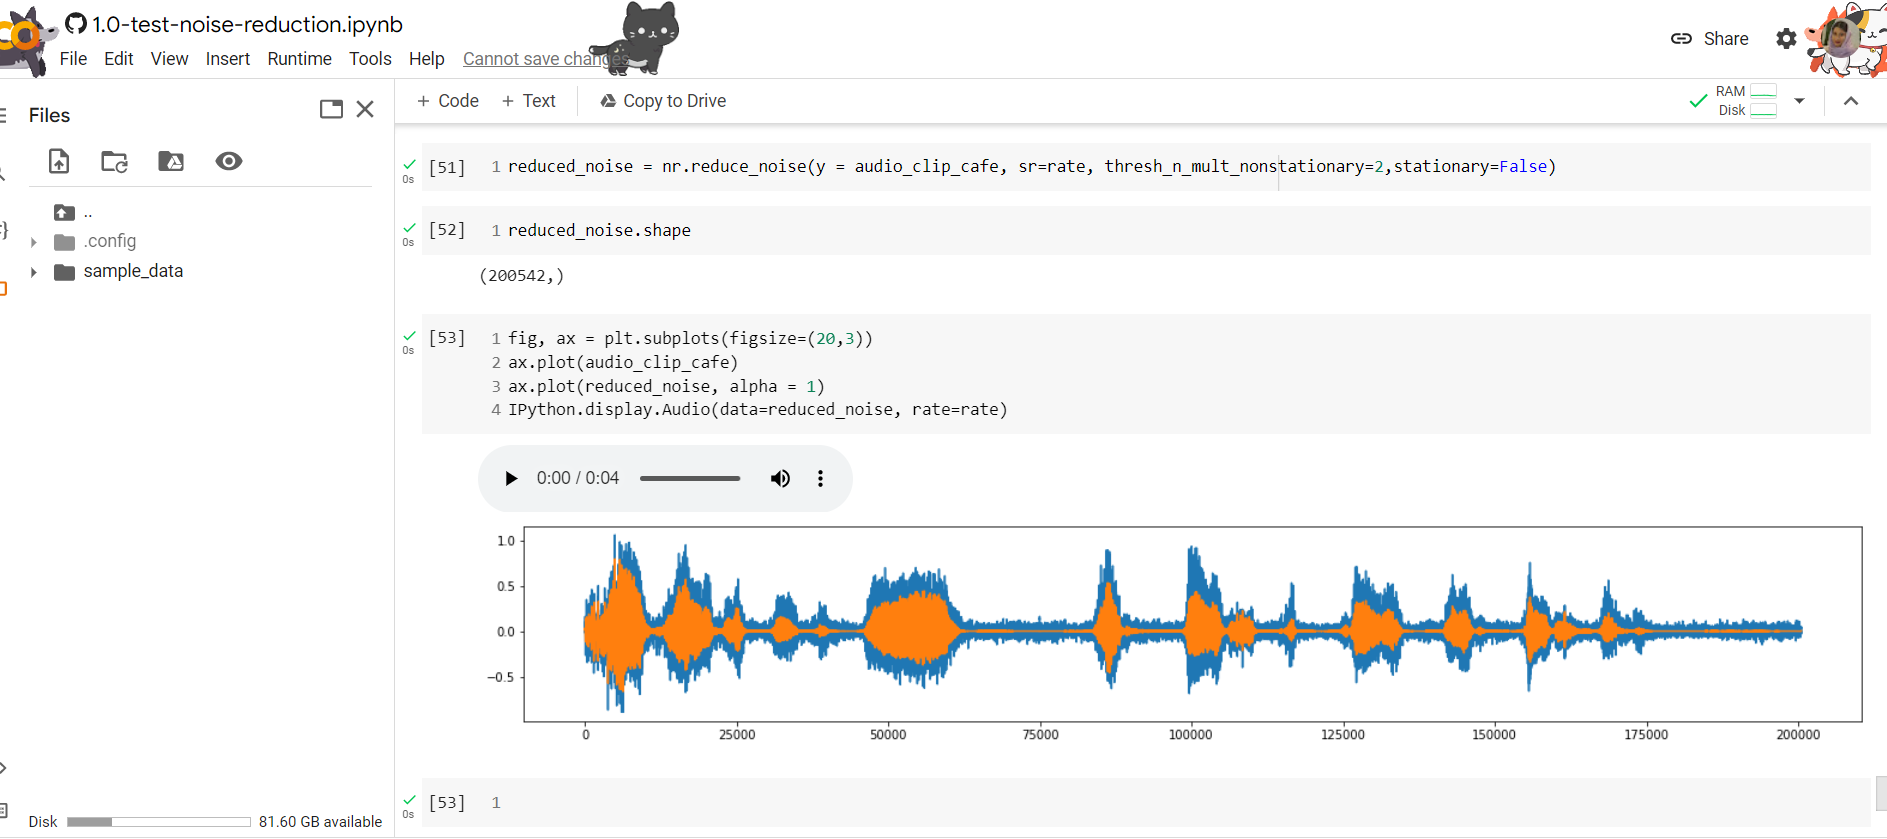 1.0-test-noise-reduction.ipynb
File Edit View Insert Runtime Tools Help Cannot save changes
Share
Files
+ Code + Text Copy to Drive
RAM
Disk
..
.config
sample_data
Disk 81.60 GB available
0s
[51] 1 reduced_noise = nr.reduce_noise(y = audio_clip_cafe, sr=rate, thresh_n_mult_nonstationary=2,stationary=False)
0s
[52] 1 reduced_noise.shape
(200542,)
0s
[53] 1 fig, ax = plt.subplots(figsize=(20,3))
2 ax.plot(audio_clip_cafe)
3 ax.plot(reduced_noise, alpha = 1)
4 IPython.display.Audio(data=reduced_noise, rate=rate)
0:00 / 0:04
1.0
0.5
0.0
−0.5
0 25000 50000 75000 100000 125000 150000 175000 200000
0s
[53] 1